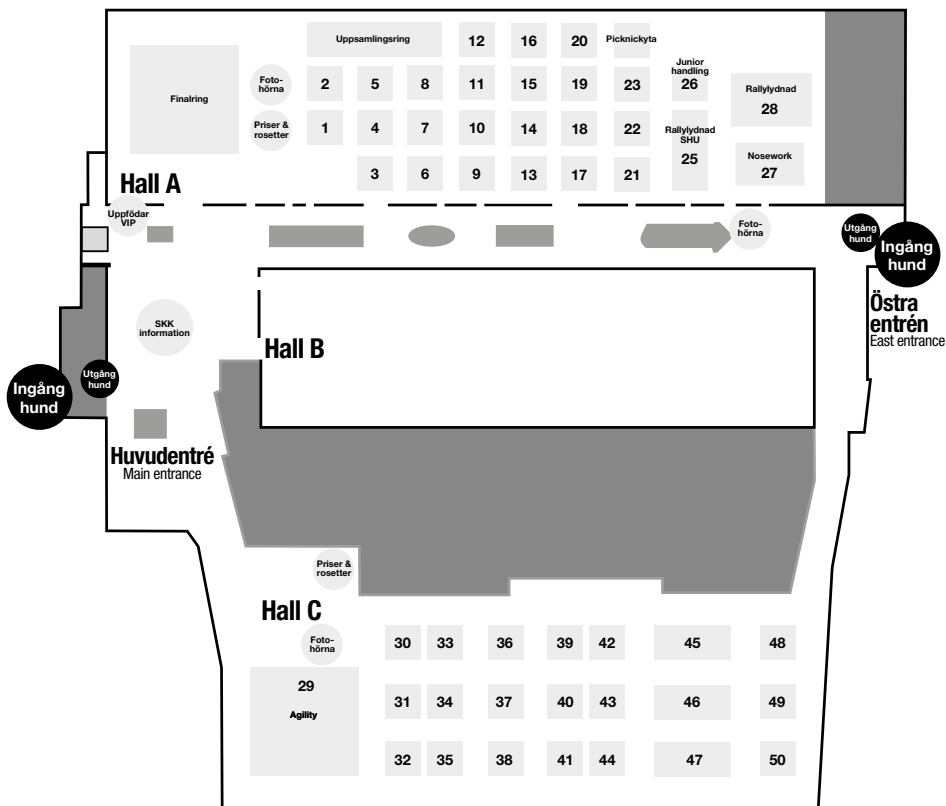 Uppsamlingsring
12
16
20
Picknickyta
Finalring
Foto-
hörna
2
5
8
11
15
19
23
Junior
handling
26
Rallylydnad
28
Priser &
rosetter
1
4
7
10
14
18
22
Rallylydnad
SHU
25
3
6
9
13
17
21
Nosework
27
Hall A
Uppfödar
VIP
Foto-
hörna
Utgång
hund
Ingång
hund
Östra
entrén
East entrance
SKK
information
Hall B
Ingång
hund
Utgång
hund
Huvudentré
Main entrance
Priser &
rosetter
Hall C
Foto-
hörna
30
33
36
39
42
45
48
29
Agility
31
34
37
40
43
46
49
32
35
38
41
44
47
50